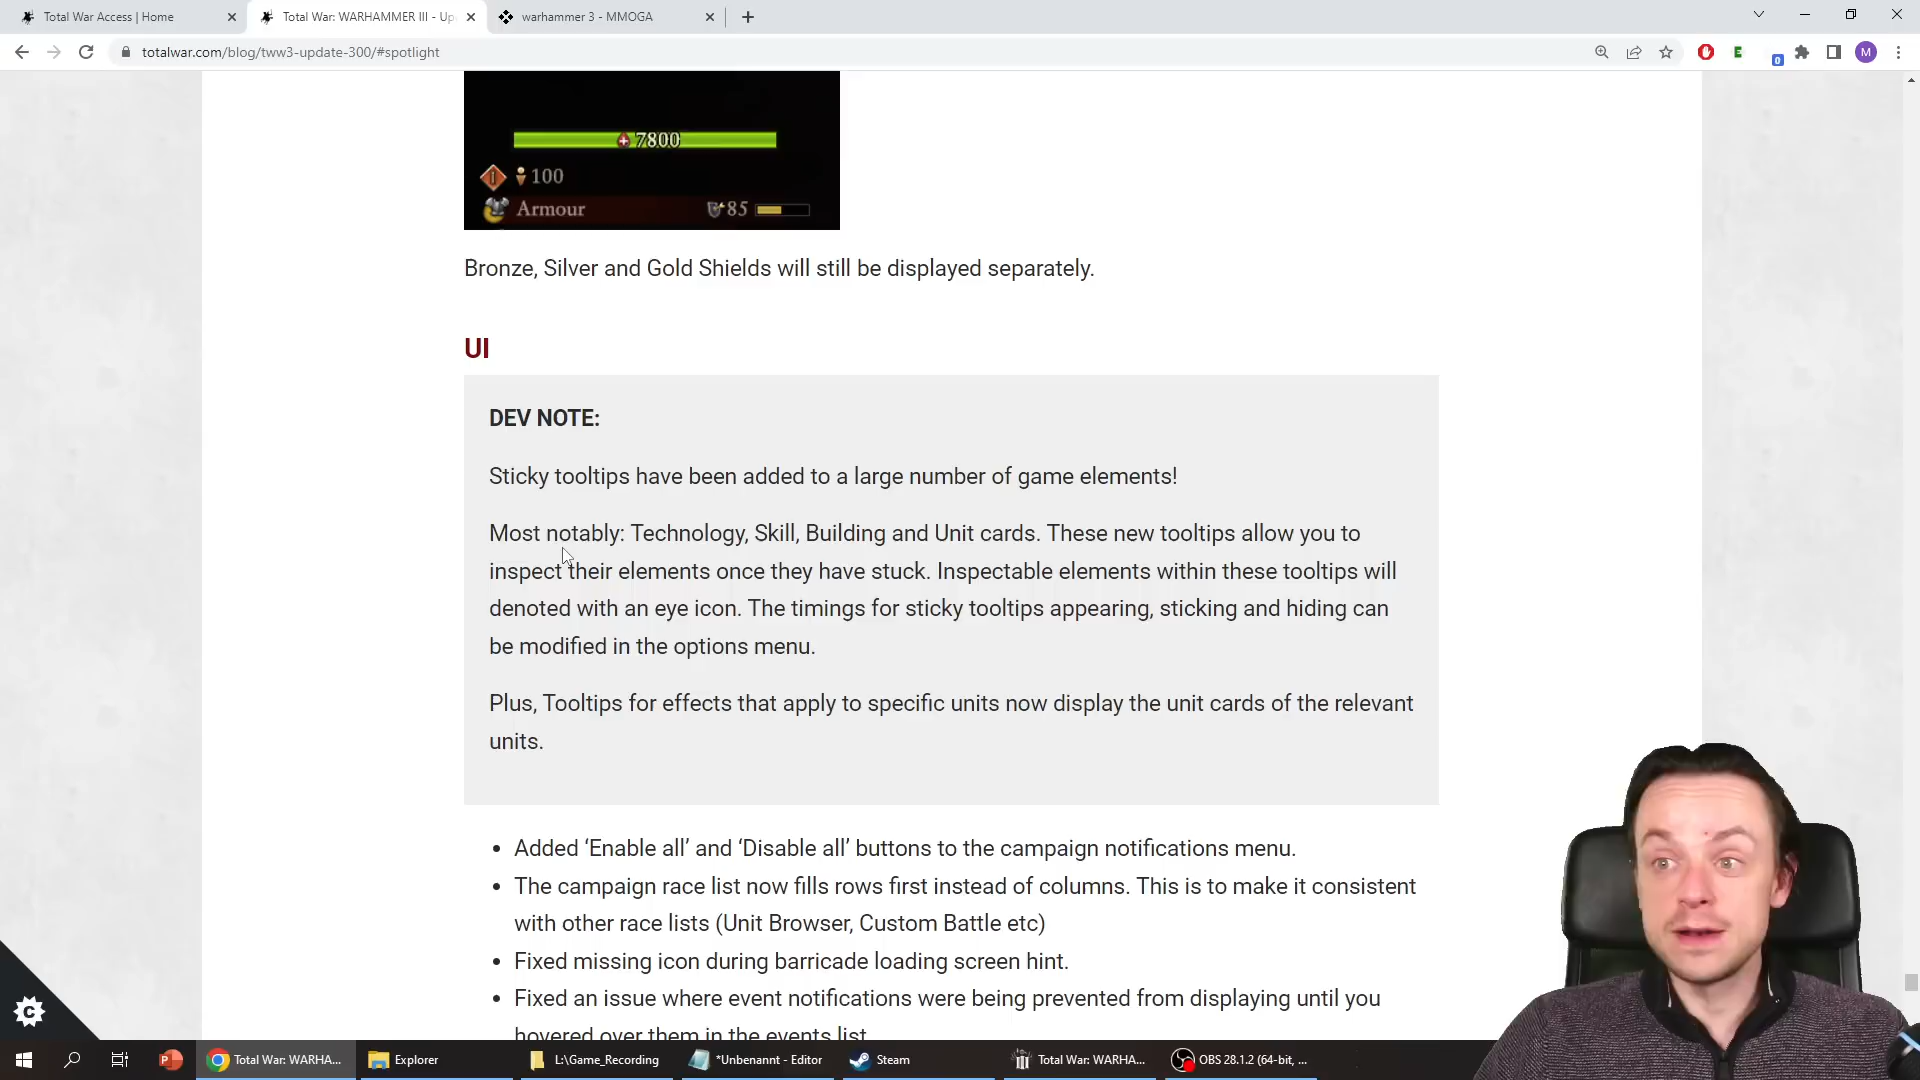 Total War Access | Home
Total War: WARHAMMER III - Up
warhammer 3 - MMOGA
totalwar.com/blog/tww3-update-300/#spotlight
E
0
M
7800
100
Armour
85
Bronze, Silver and Gold Shields will still be displayed separately.
UI
DEV NOTE:
Sticky tooltips have been added to a large number of game elements!
Most notably: Technology, Skill, Building and Unit cards. These new tooltips allow you to
inspect their elements once they have stuck. Inspectable elements within these tooltips will
denoted with an eye icon. The timings for sticky tooltips appearing, sticking and hiding can
be modified in the options menu.
Plus, Tooltips for effects that apply to specific units now display the unit cards of the relevant
units.
• Added ‘Enable all’ and ‘Disable all’ buttons to the campaign notifications menu.
• The campaign race list now fills rows first instead of columns. This is to make it consistent
with other race lists (Unit Browser, Custom Battle etc)
• Fixed missing icon during barricade loading screen hint.
• Fixed an issue where event notifications were being prevented from displaying until you
hovered over them in the events list.
Total War: WARHA...
Explorer
L:\Game_Recording
*Unbenannt - Editor
Steam
Total War: WARHA...
OBS 28.1.2 (64-bit, ...